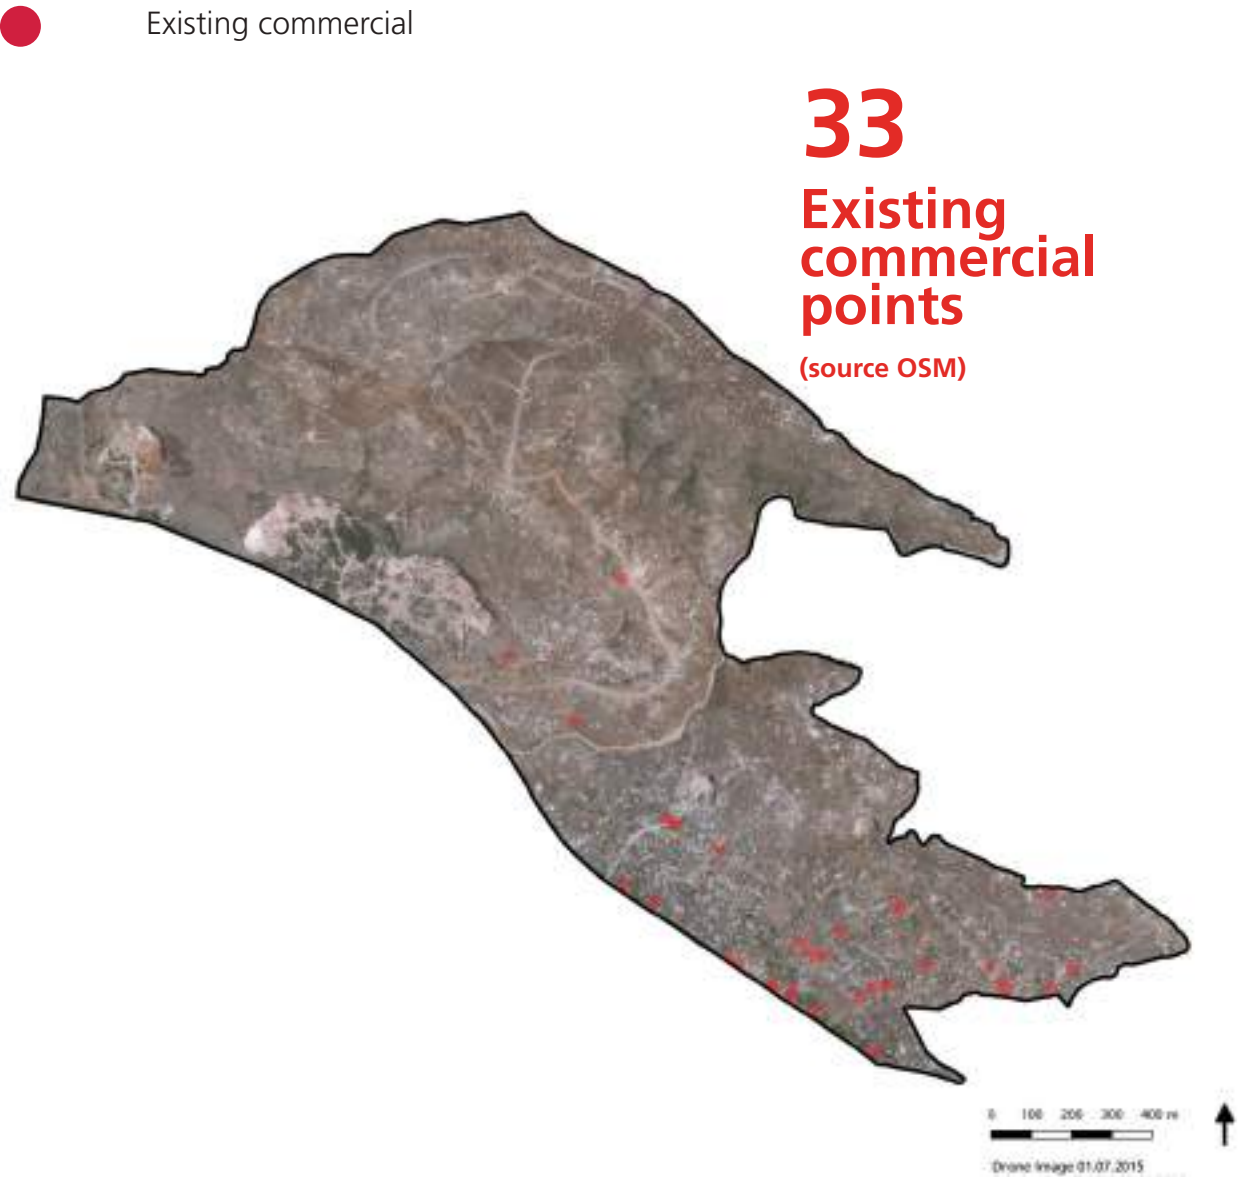 Existing commercial
33
Existing
commercial
points
(source OSM)
0 100 200 300 400 m
Drone Image 01.07.2015